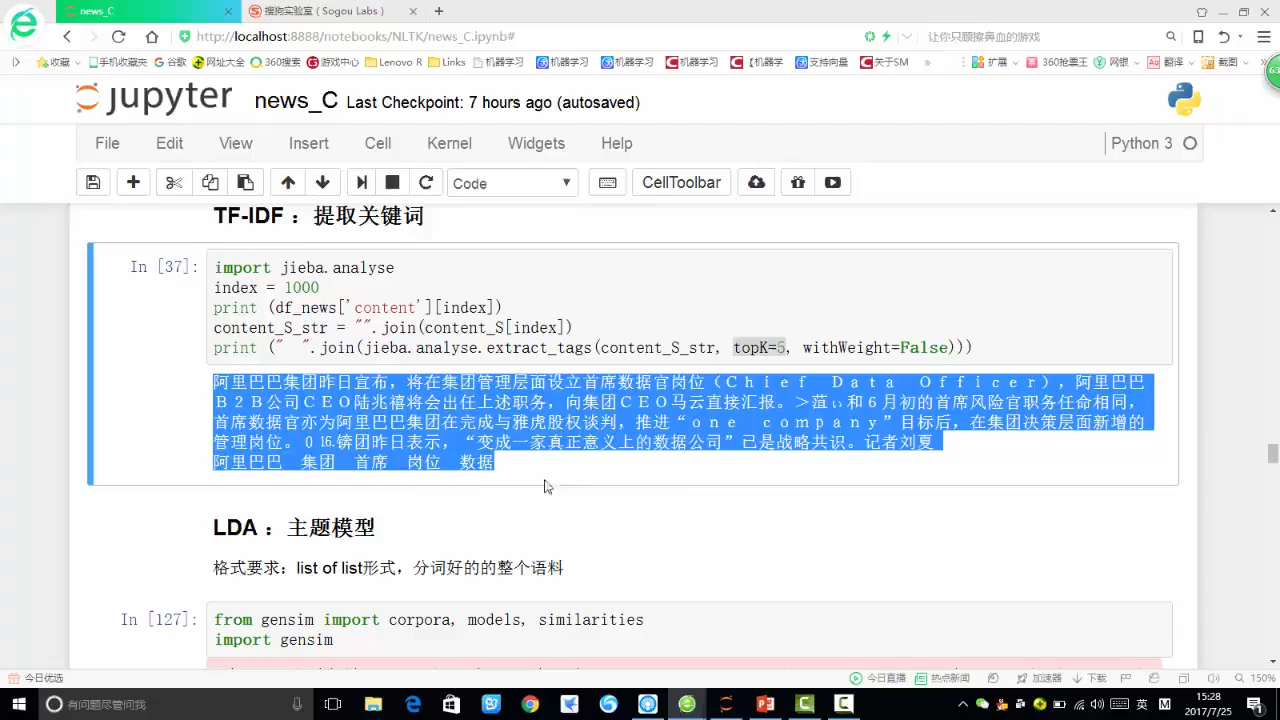 news_C
搜狗实验室（Sogou Labs）
http://localhost:8888/notebooks/NLTK/news_C.ipynb#
让你只顾擦鼻血的游戏
收藏 手机收藏夹 谷歌 网址大全 360搜索 游戏中心 Lenovo R Links 机器学习 机器学习 机器学习 机器学习 【机器学 支持向量 关于SM » 扩展 360抢票王 网银 翻译 截图 »
63
jupyter news_C Last Checkpoint: 7 hours ago (autosaved)
File Edit View Insert Cell Kernel Widgets Help Python 3
Code CellToolbar
TF-IDF ：提取关键词
In [37]:
import jieba.analyse
index = 1000
print (df_news['content'][index])
content_S_str = "".join(content_S[index])
print ("  ".join(jieba.analyse.extract_tags(content_S_str, topK=5, withWeight=False)))
阿里巴巴集团昨日宣布，将在集团管理层面设立首席数据官岗位（Ｃｈｉｅｆ　Ｄａｔａ　Ｏｆｆｉｃｅｒ），阿里巴巴
Ｂ２Ｂ公司ＣＥＯ陆兆禧将会出任上述职务，向集团ＣＥＯ马云直接汇报。＞菹ぃ和６月初的首席风险官职务任命相同，
首席数据官亦为阿里巴巴集团在完成与雅虎股权谈判，推进“ｏｎｅ　ｃｏｍｐａｎｙ”目标后，在集团决策层面新增的
管理岗位。０⒗锛团昨日表示，“变成一家真正意义上的数据公司”已是战略共识。记者刘夏
阿里巴巴  集团  首席  岗位  数据
LDA ：主题模型
格式要求：list of list形式，分词好的的整个语料
In [127]:
from gensim import corpora, models, similarities
import gensim
今日优选 今日直播 热点新闻 加速器 下载 150%
有问题尽管问我 英 M 15:28
2017/7/25